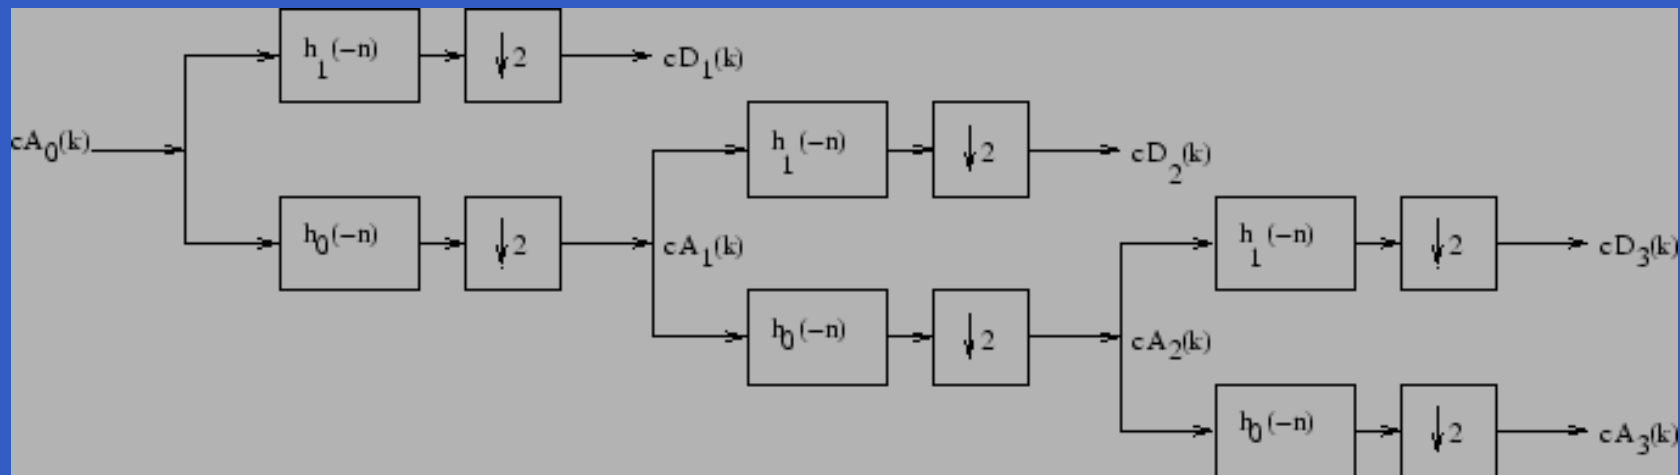 h₁(−n) ↓2 cD₁(k)
cA₀(k) h₁(−n) ↓2 cD₂(k)
h₀(−n) ↓2 cA₁(k) h₁(−n) ↓2 cD₃(k)
h₀(−n) ↓2 cA₂(k)
h₀(−n) ↓2 cA₃(k)